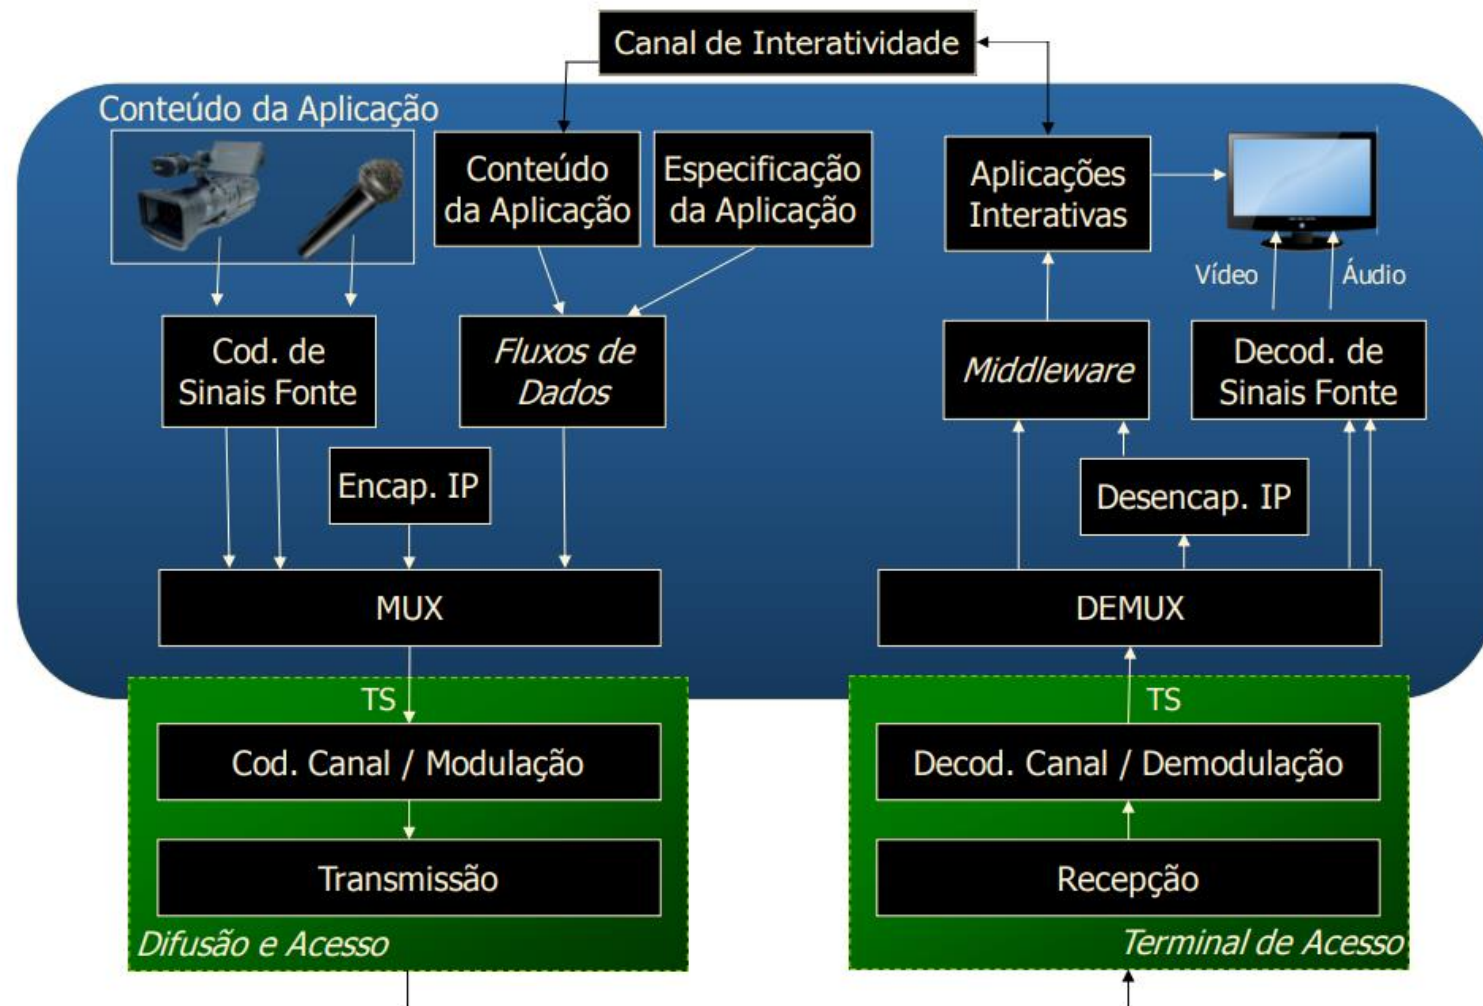 Canal de Interatividade
Conteúdo da Aplicação
Conteúdo
da Aplicação
Especificação
da Aplicação
Aplicações
Interativas
Vídeo
Áudio
Cod. de
Sinais Fonte
Fluxos de
Dados
Middleware
Decod. de
Sinais Fonte
Encap. IP
Desencap. IP
MUX
DEMUX
TS
Cod. Canal / Modulação
Transmissão
Difusão e Acesso
TS
Decod. Canal / Demodulação
Recepção
Terminal de Acesso